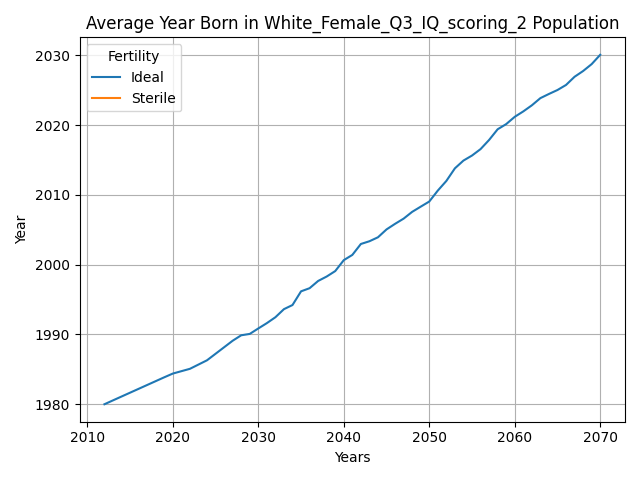 Average Year Born in White_Female_Q3_IQ_scoring_2 Population
Fertility
Ideal
Sterile
Year
2030
2020
2010
2000
1990
1980
2010
2020
2030
2040
2050
2060
2070
Years